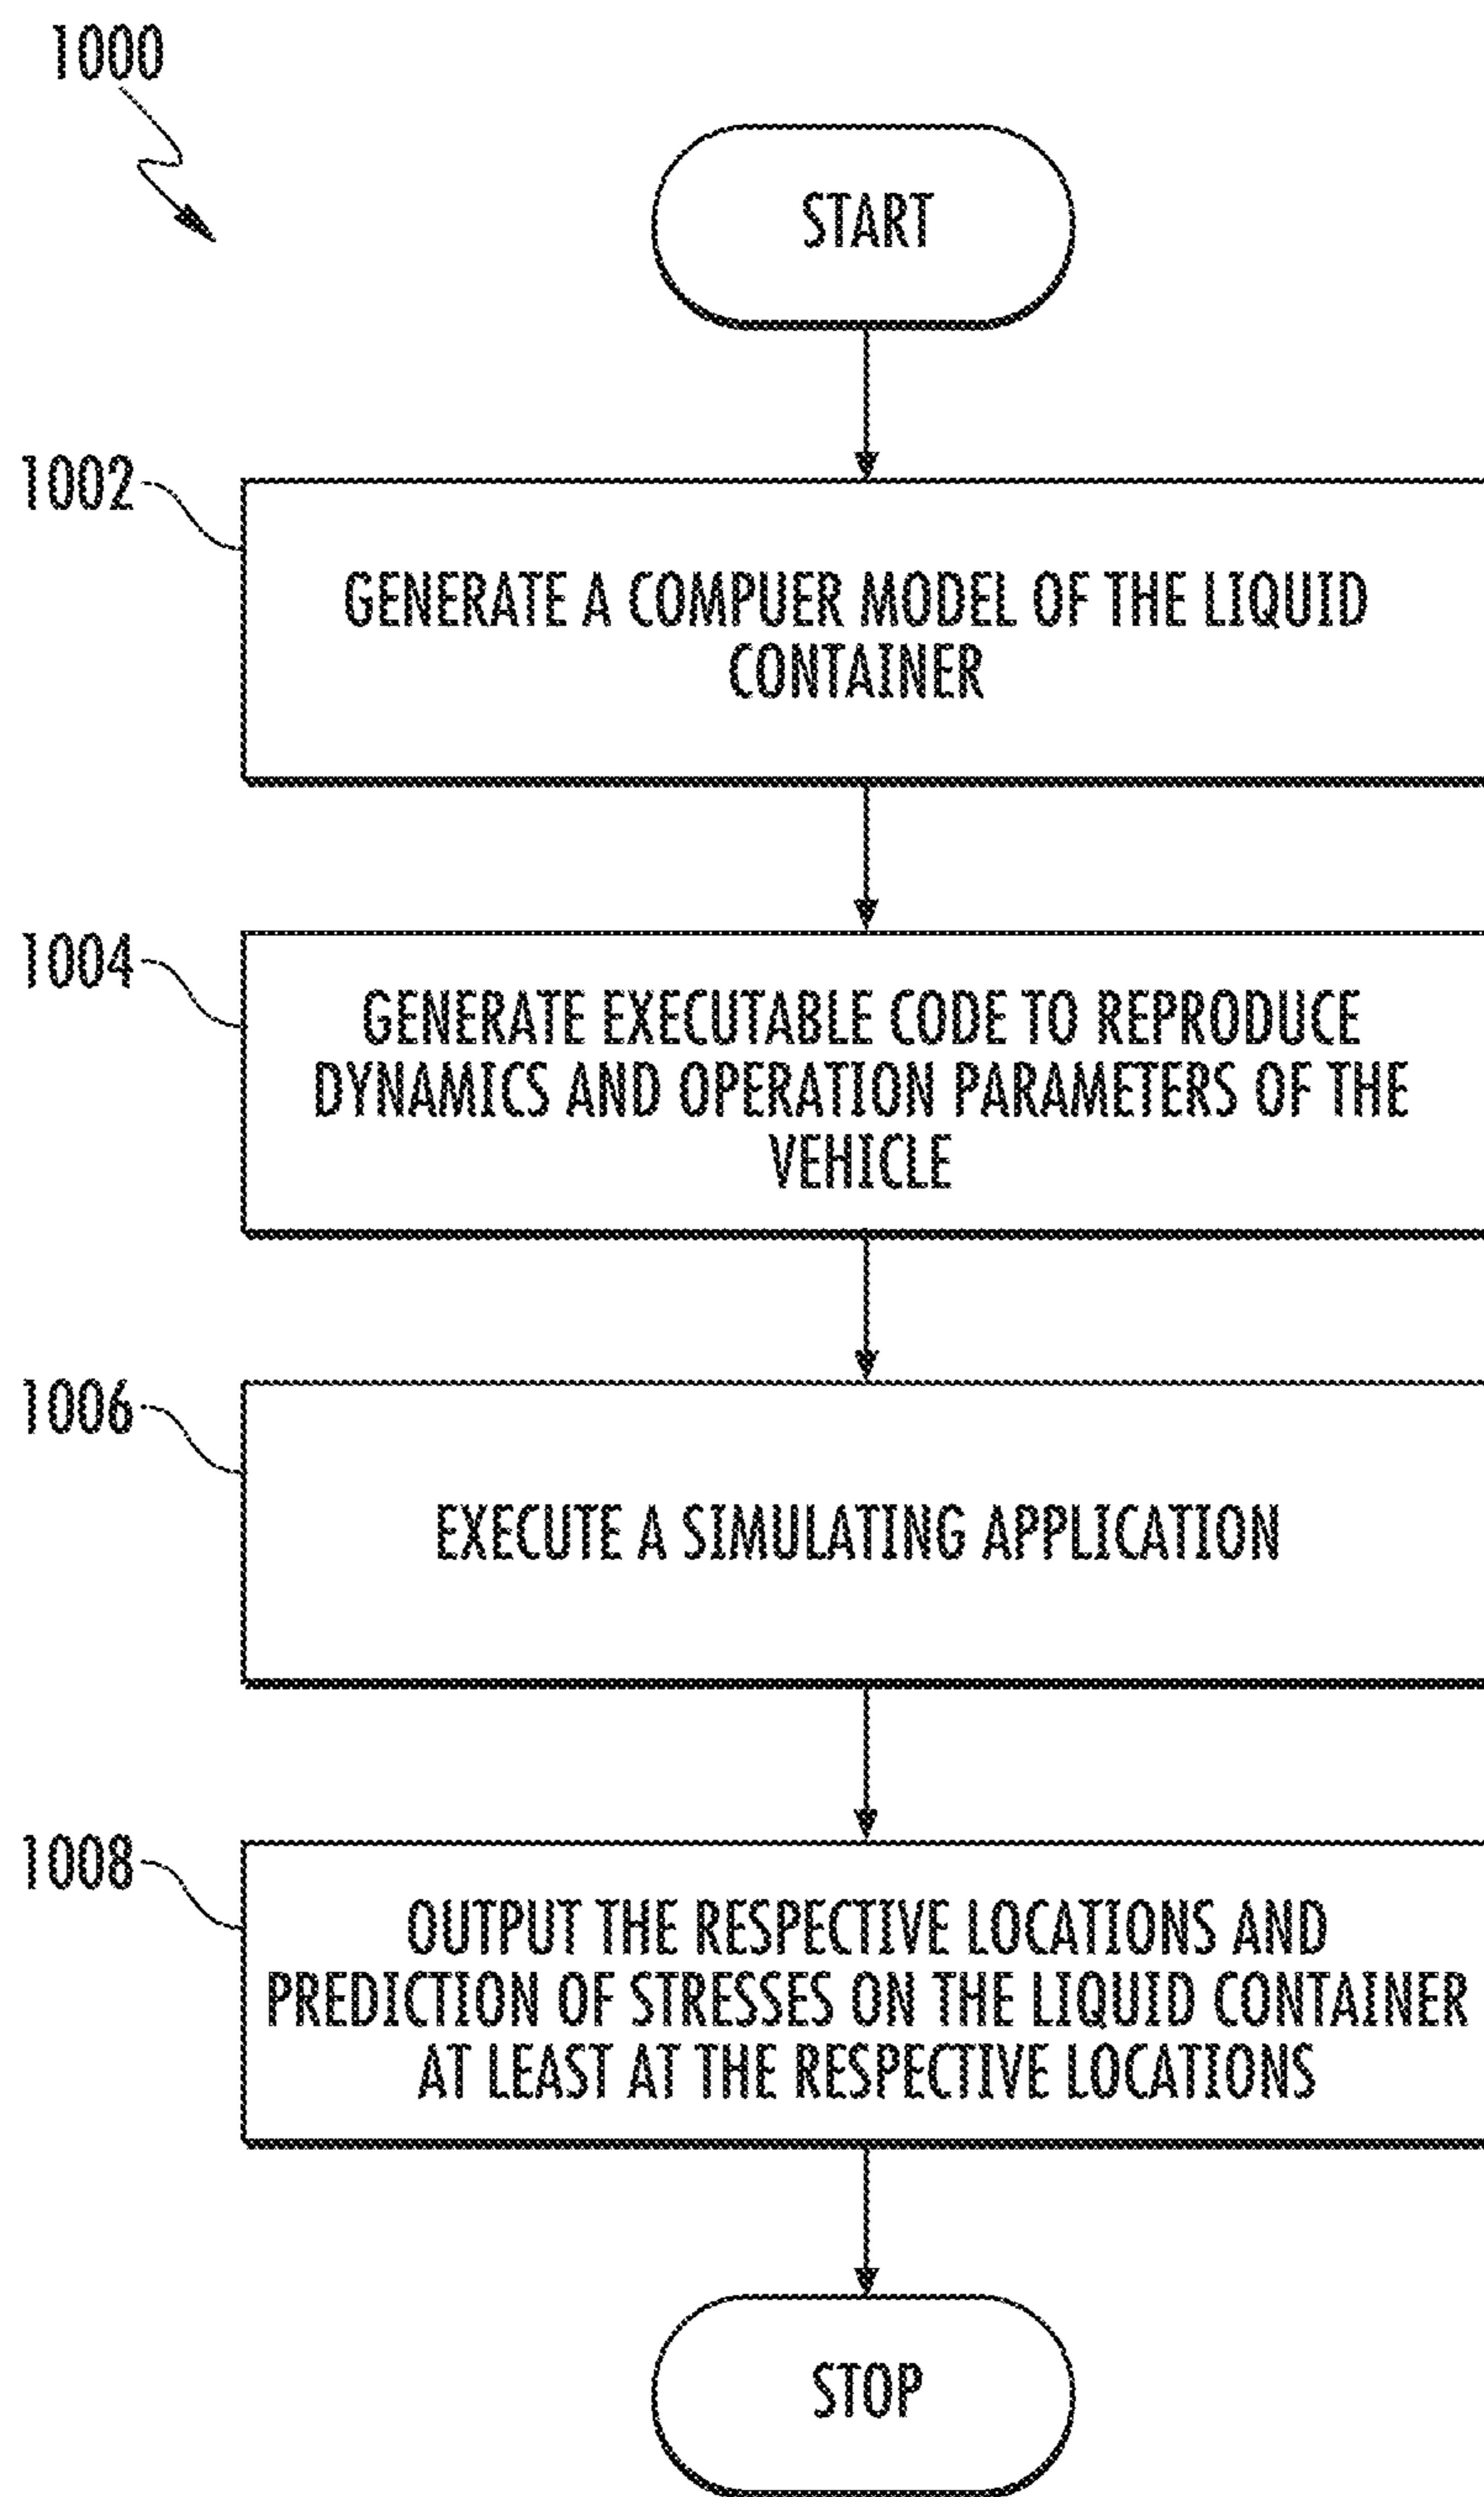 1000
START
1002
GENERATE A COMPUER MODEL OF THE LIQUID
CONTAINER
1004
GENERATE EXECUTABLE CODE TO REPRODUCE
DYNAMICS AND OPERATION PARAMETERS OF THE
VEHICLE
1006
EXECUTE A SIMULATING APPLICATION
1008
OUTPUT THE RESPECTIVE LOCATIONS AND
PREDICTION OF STRESSES ON THE LIQUID CONTAINER
AT LEAST AT THE RESPECTIVE LOCATIONS
STOP